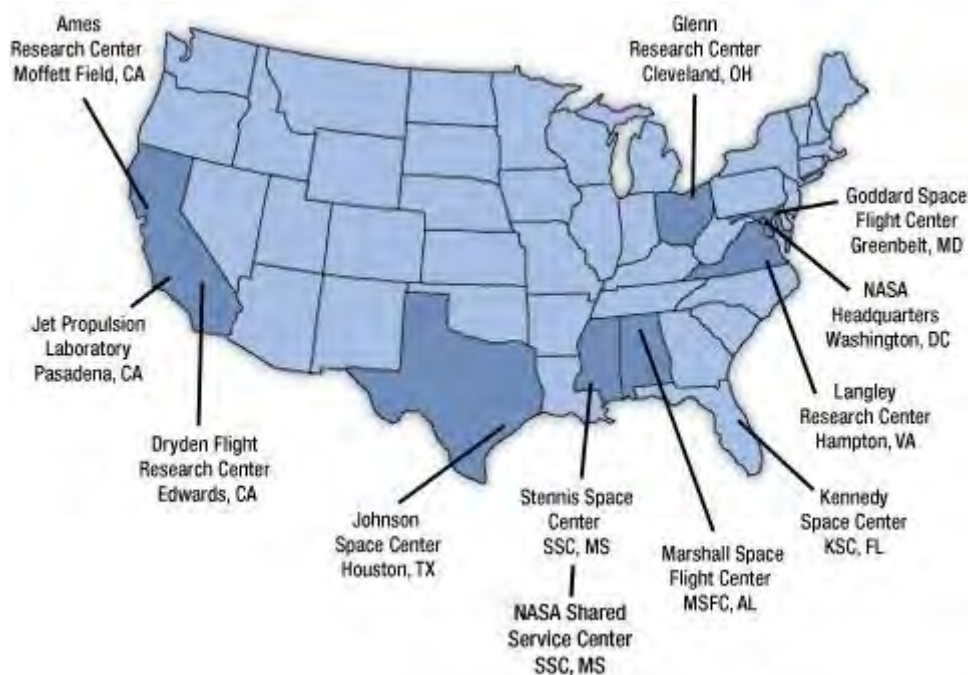 Ames
Research Center
Moffett Field, CA
Glenn
Research Center
Cleveland, OH
Goddard Space
Flight Center
Greenbelt, MD
NASA
Headquarters
Washington, DC
Jet Propulsion
Laboratory
Pasadena, CA
Langley
Research Center
Hampton, VA
Dryden Flight
Research Center
Edwards, CA
Johnson
Space Center
Houston, TX
Stennis Space
Center
SSC, MS
NASA Shared
Service Center
SSC, MS
Marshall Space
Flight Center
MSFC, AL
Kennedy
Space Center
KSC, FL